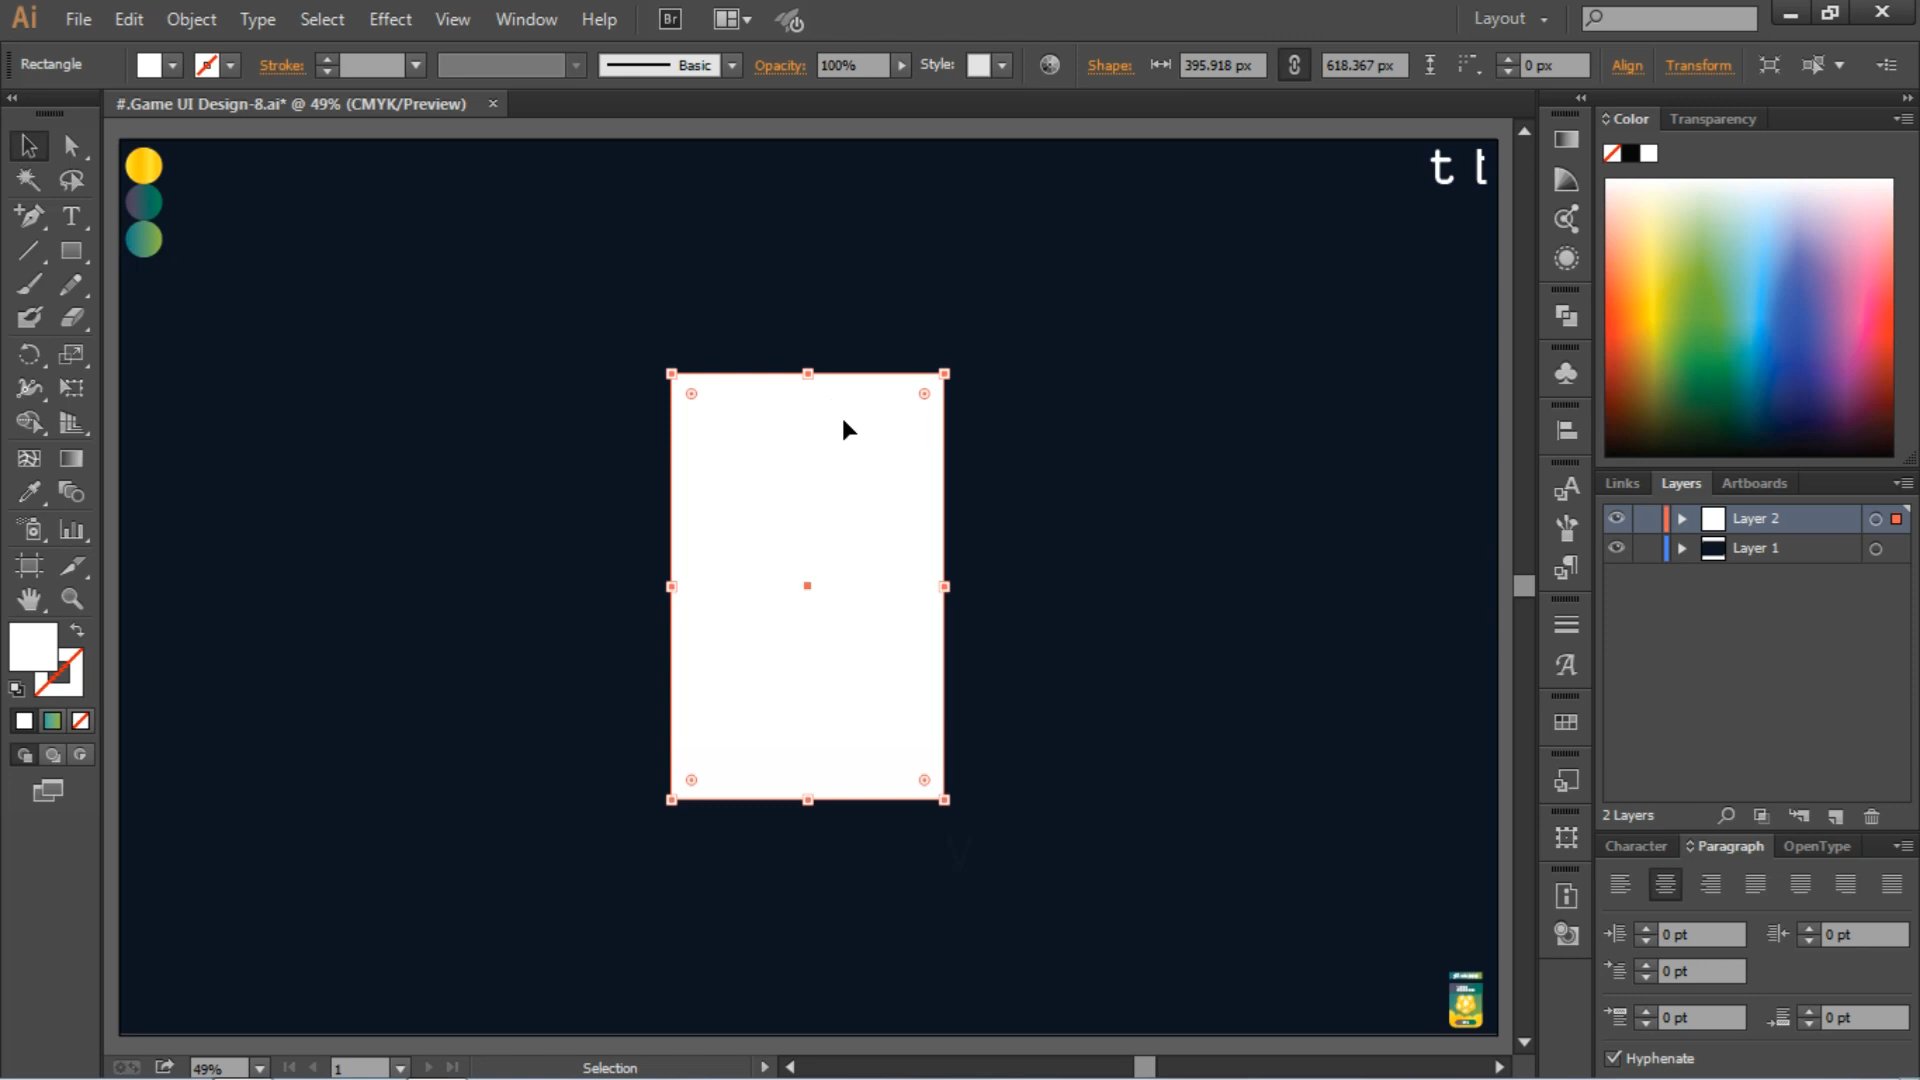 Ai File Edit Object Type Select Effect View Window Help Br Layout
Rectangle Stroke: Basic Opacity: 100% Style: Shape: 395.918 px 618.367 px 0 px Align Transform
#.Game UI Design-8.ai* @ 49% (CMYK/Preview)
Color Transparency
t t
Links Layers Artboards
Layer 2
Layer 1
2 Layers
Character Paragraph OpenType
0 pt 0 pt
0 pt
0 pt 0 pt
Hyphenate
49% 1 Selection